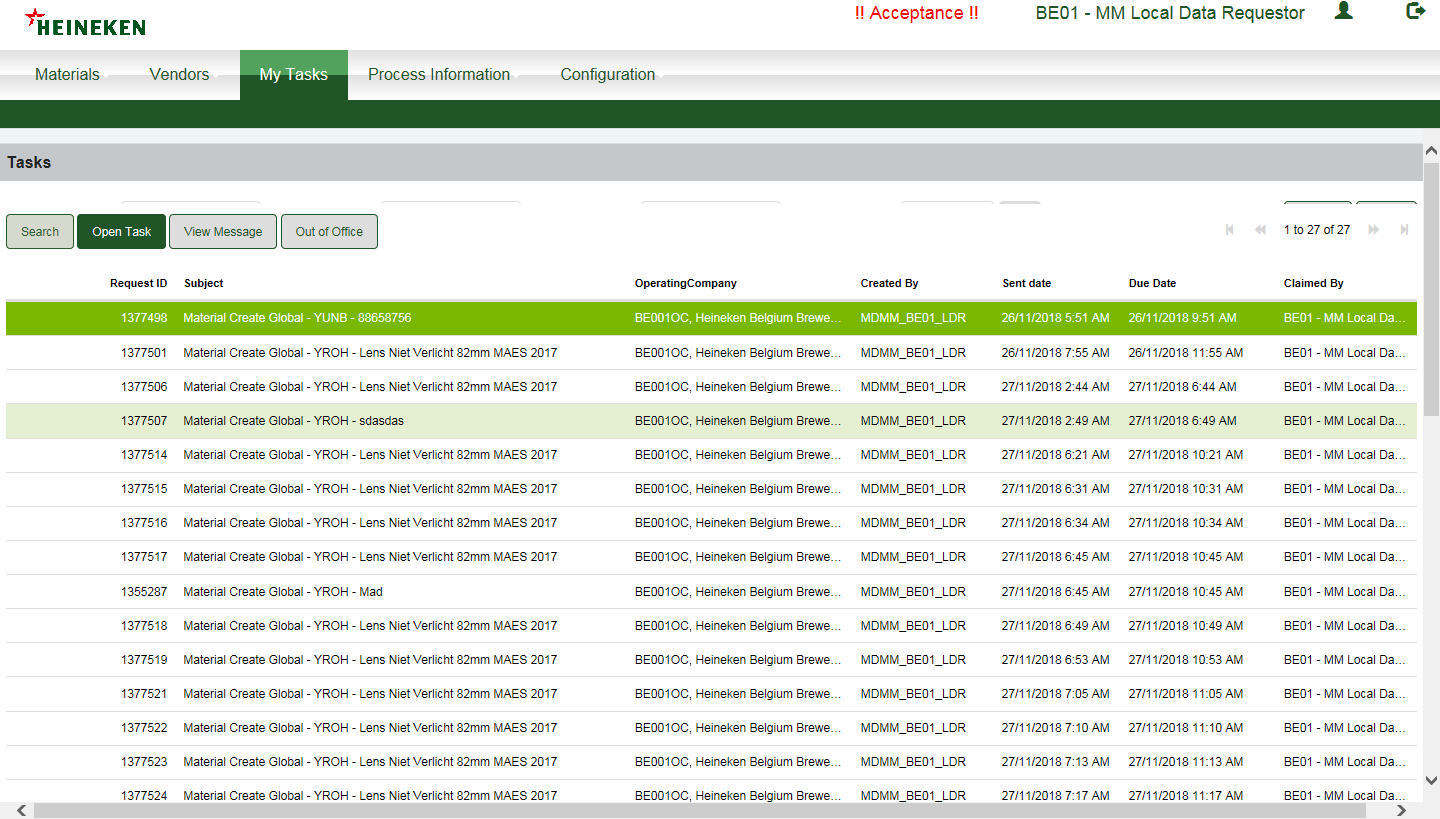 HEINEKEN
!! Acceptance !! BE01 - MM Local Data Requestor
Materials Vendors My Tasks Process Information Configuration
Tasks
Search Open Task View Message Out of Office 1 to 27 of 27
Request ID Subject OperatingCompany Created By Sent date Due Date Claimed By
1377498 Material Create Global - YUNB - 88658756 BE001OC, Heineken Belgium Brewe... MDMM_BE01_LDR 26/11/2018 5:51 AM 26/11/2018 9:51 AM BE01 - MM Local Da...
1377501 Material Create Global - YROH - Lens Niet Verlicht 82mm MAES 2017 BE001OC, Heineken Belgium Brewe... MDMM_BE01_LDR 26/11/2018 7:55 AM 26/11/2018 11:55 AM BE01 - MM Local Da...
1377506 Material Create Global - YROH - Lens Niet Verlicht 82mm MAES 2017 BE001OC, Heineken Belgium Brewe... MDMM_BE01_LDR 27/11/2018 2:44 AM 27/11/2018 6:44 AM BE01 - MM Local Da...
1377507 Material Create Global - YROH - sdasdas BE001OC, Heineken Belgium Brewe... MDMM_BE01_LDR 27/11/2018 2:49 AM 27/11/2018 6:49 AM BE01 - MM Local Da...
1377514 Material Create Global - YROH - Lens Niet Verlicht 82mm MAES 2017 BE001OC, Heineken Belgium Brewe... MDMM_BE01_LDR 27/11/2018 6:21 AM 27/11/2018 10:21 AM BE01 - MM Local Da...
1377515 Material Create Global - YROH - Lens Niet Verlicht 82mm MAES 2017 BE001OC, Heineken Belgium Brewe... MDMM_BE01_LDR 27/11/2018 6:31 AM 27/11/2018 10:31 AM BE01 - MM Local Da...
1377516 Material Create Global - YROH - Lens Niet Verlicht 82mm MAES 2017 BE001OC, Heineken Belgium Brewe... MDMM_BE01_LDR 27/11/2018 6:34 AM 27/11/2018 10:34 AM BE01 - MM Local Da...
1377517 Material Create Global - YROH - Lens Niet Verlicht 82mm MAES 2017 BE001OC, Heineken Belgium Brewe... MDMM_BE01_LDR 27/11/2018 6:45 AM 27/11/2018 10:45 AM BE01 - MM Local Da...
1355287 Material Create Global - YROH - Mad BE001OC, Heineken Belgium Brewe... MDMM_BE01_LDR 27/11/2018 6:45 AM 27/11/2018 10:45 AM BE01 - MM Local Da...
1377518 Material Create Global - YROH - Lens Niet Verlicht 82mm MAES 2017 BE001OC, Heineken Belgium Brewe... MDMM_BE01_LDR 27/11/2018 6:49 AM 27/11/2018 10:49 AM BE01 - MM Local Da...
1377519 Material Create Global - YROH - Lens Niet Verlicht 82mm MAES 2017 BE001OC, Heineken Belgium Brewe... MDMM_BE01_LDR 27/11/2018 6:53 AM 27/11/2018 10:53 AM BE01 - MM Local Da...
1377521 Material Create Global - YROH - Lens Niet Verlicht 82mm MAES 2017 BE001OC, Heineken Belgium Brewe... MDMM_BE01_LDR 27/11/2018 7:05 AM 27/11/2018 11:05 AM BE01 - MM Local Da...
1377522 Material Create Global - YROH - Lens Niet Verlicht 82mm MAES 2017 BE001OC, Heineken Belgium Brewe... MDMM_BE01_LDR 27/11/2018 7:10 AM 27/11/2018 11:10 AM BE01 - MM Local Da...
1377523 Material Create Global - YROH - Lens Niet Verlicht 82mm MAES 2017 BE001OC, Heineken Belgium Brewe... MDMM_BE01_LDR 27/11/2018 7:13 AM 27/11/2018 11:13 AM BE01 - MM Local Da...
1377524 Material Create Global - YROH - Lens Niet Verlicht 82mm MAES 2017 BE001OC, Heineken Belgium Brewe... MDMM_BE01_LDR 27/11/2018 7:17 AM 27/11/2018 11:17 AM BE01 - MM Local Da...